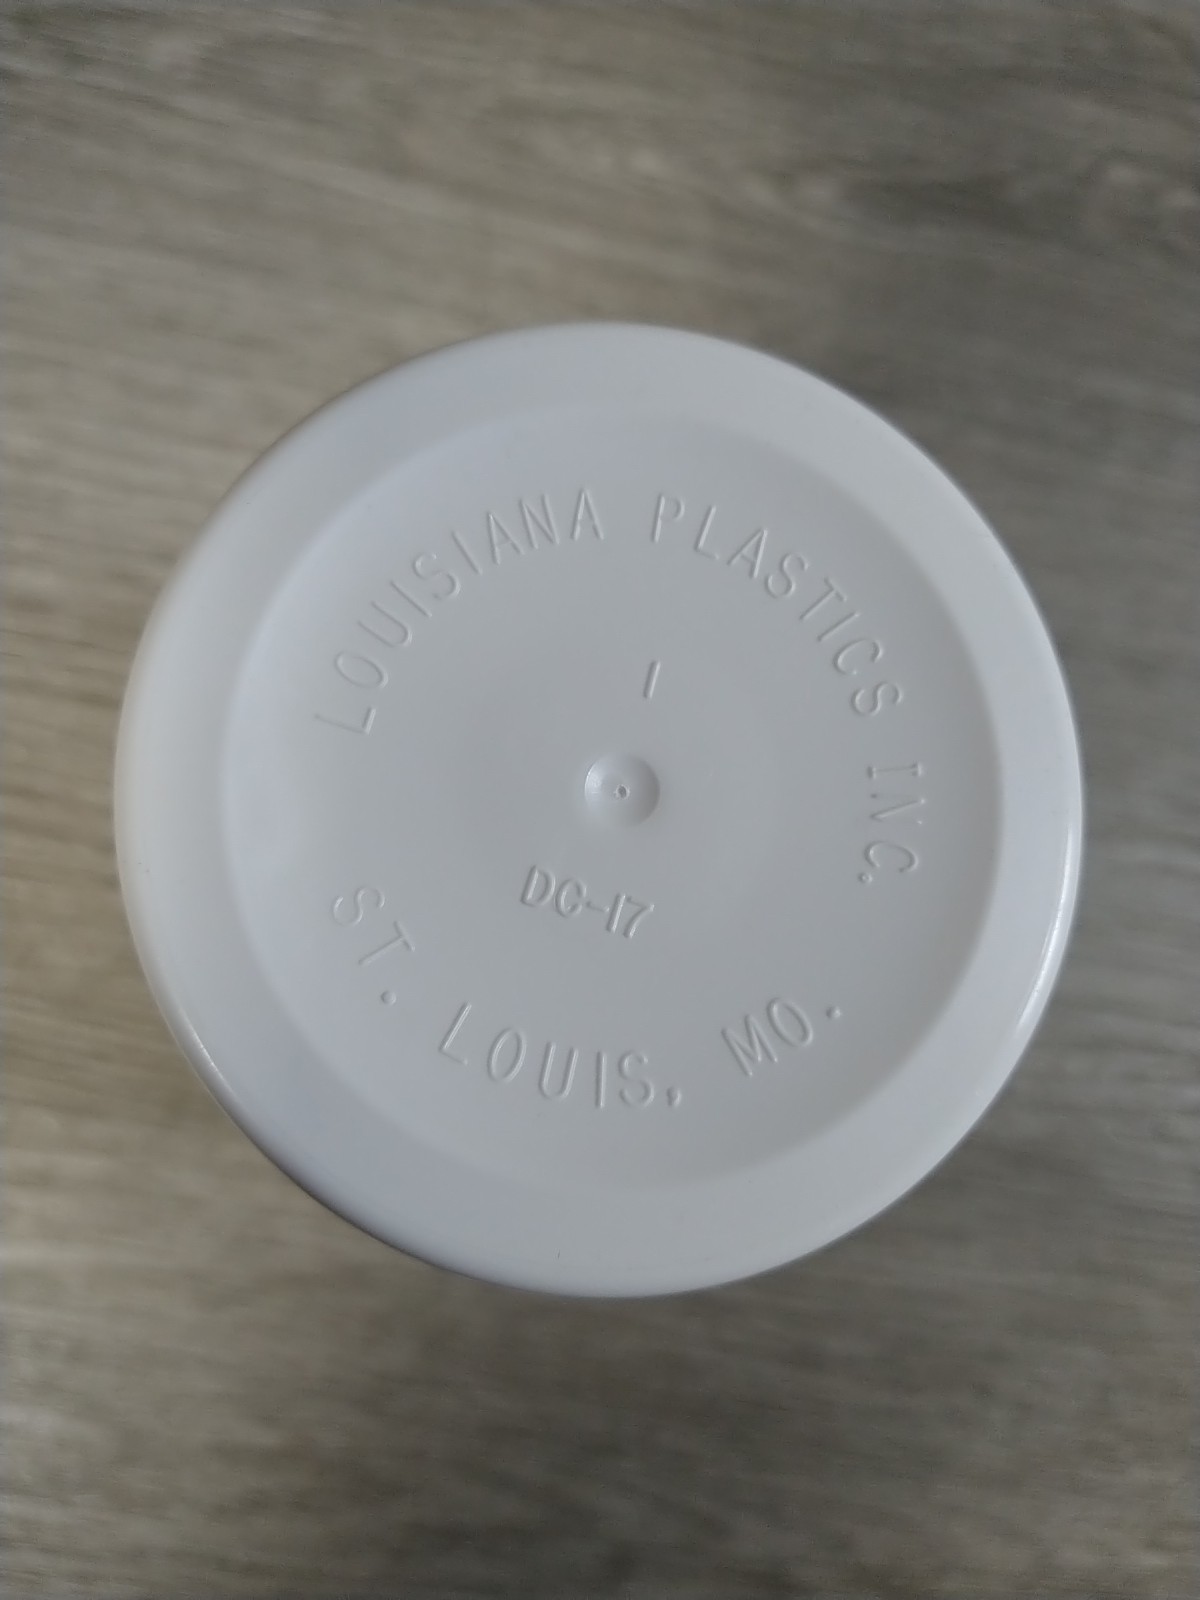 LOUISIANA PLASTICS INC.
1
DC-17
ST. LOUIS, MO.